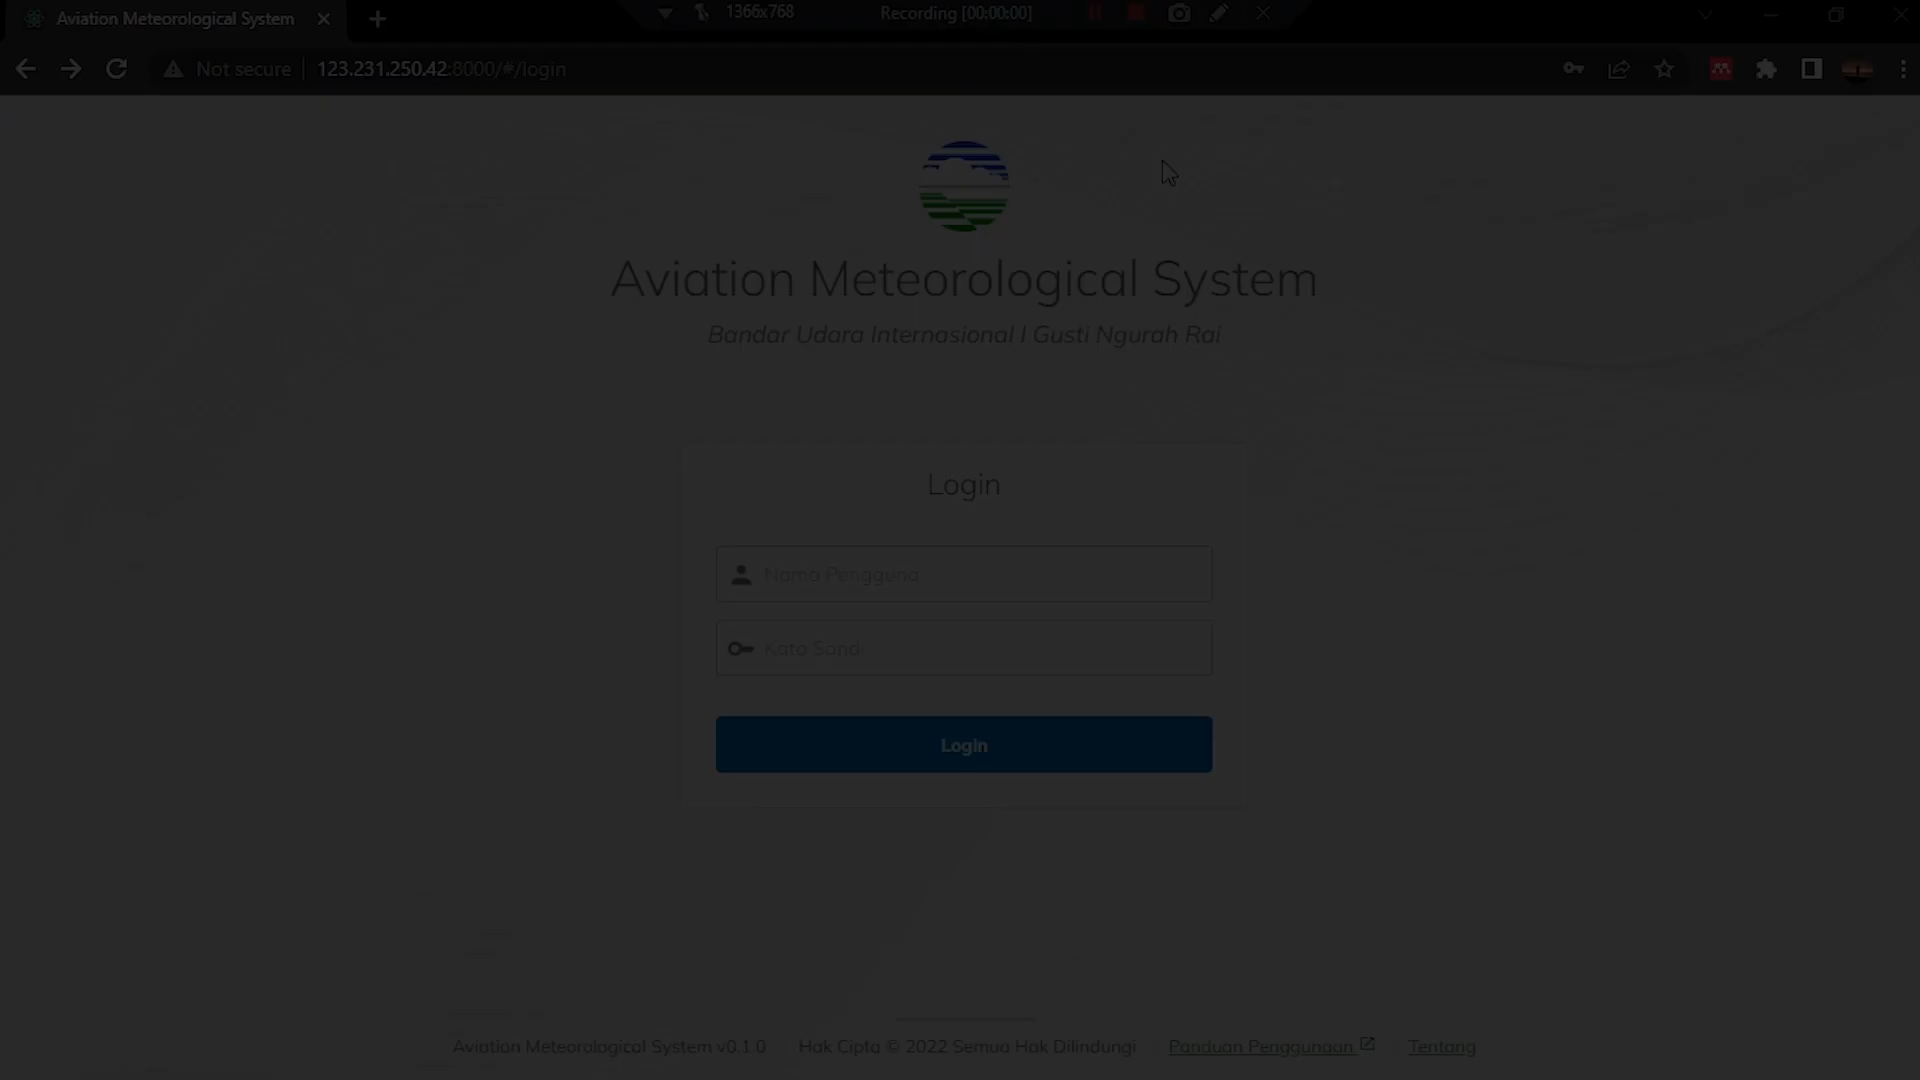 Aviation Meteorological System
1366x768
Recording [00:00:00]
Not secure
123.231.250.42:8000/#/login
Aviation Meteorological System
Bandar Udara Internasional I Gusti Ngurah Rai
Login
Nama Pengguna
Kata Sandi
Login
Aviation Meteorological System v0.1.0
Hak Cipta © 2022 Semua Hak Dilindungi
Panduan Penggunaan
Tentang